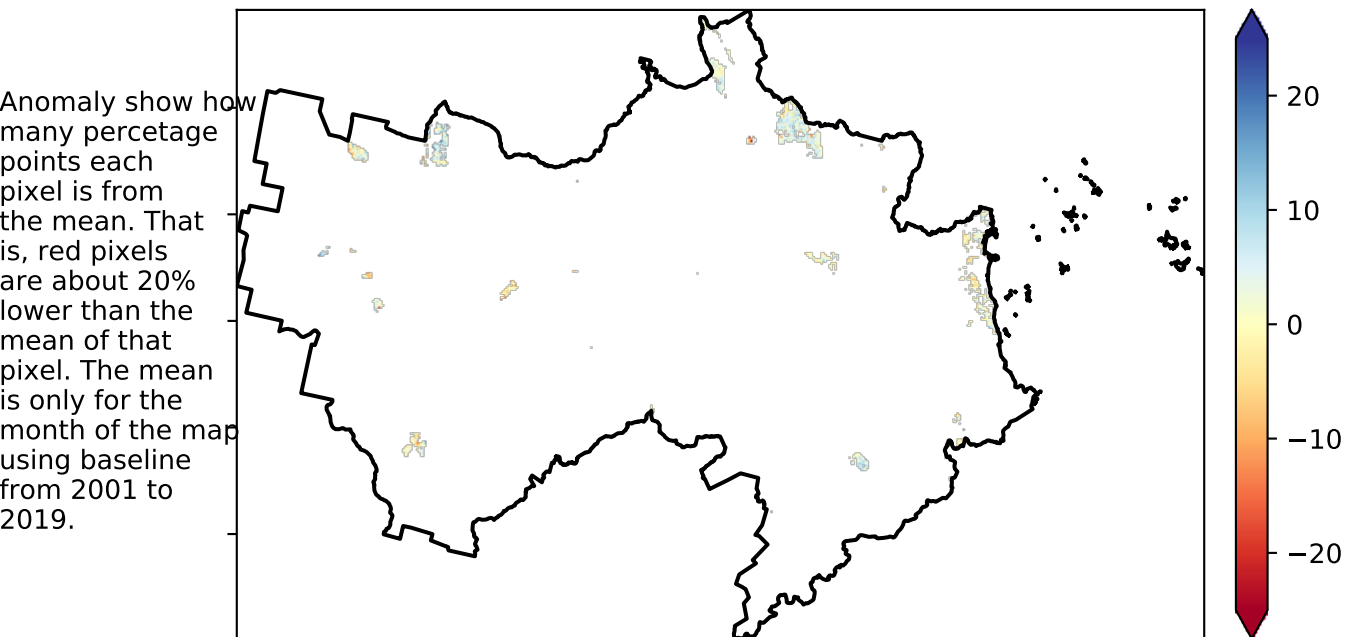 Anomaly show how
many percetage
points each
pixel is from
the mean. That
is, red pixels
are about 20%
lower than the
mean of that
pixel. The mean
is only for the
month of the map
using baseline
from 2001 to
2019.
20
10
0
−10
−20